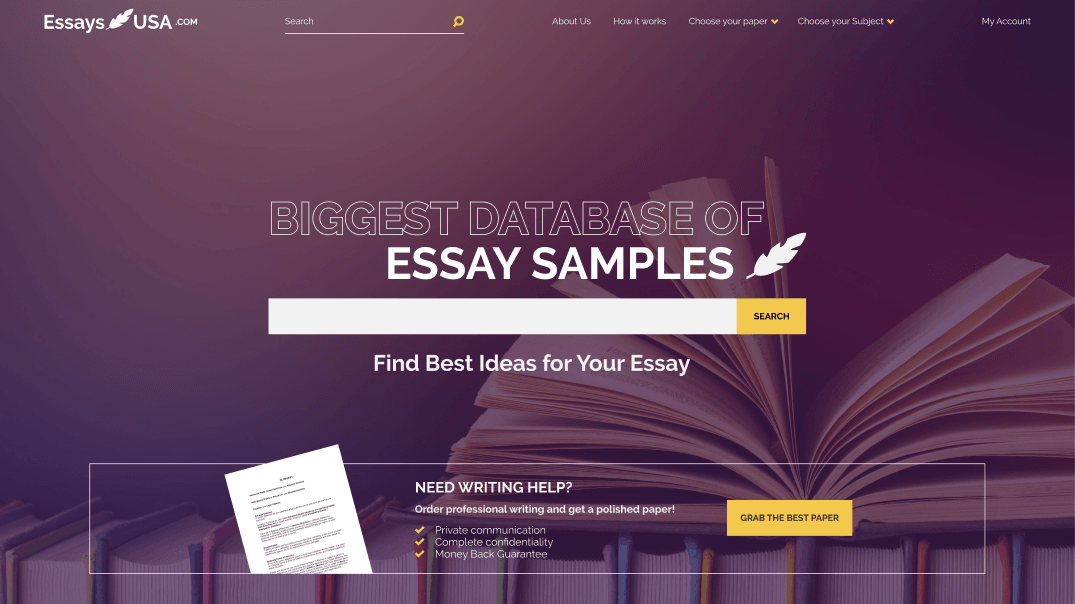 Essays USA .COM
Search
About Us
How it works
Choose your paper
Choose your Subject
My Account
BIGGEST DATABASE OF
ESSAY SAMPLES
SEARCH
Find Best Ideas for Your Essay
NEED WRITING HELP?
Order professional writing and get a polished paper!
Private communication
Complete confidentiality
Money Back Guarantee
GRAB THE BEST PAPER